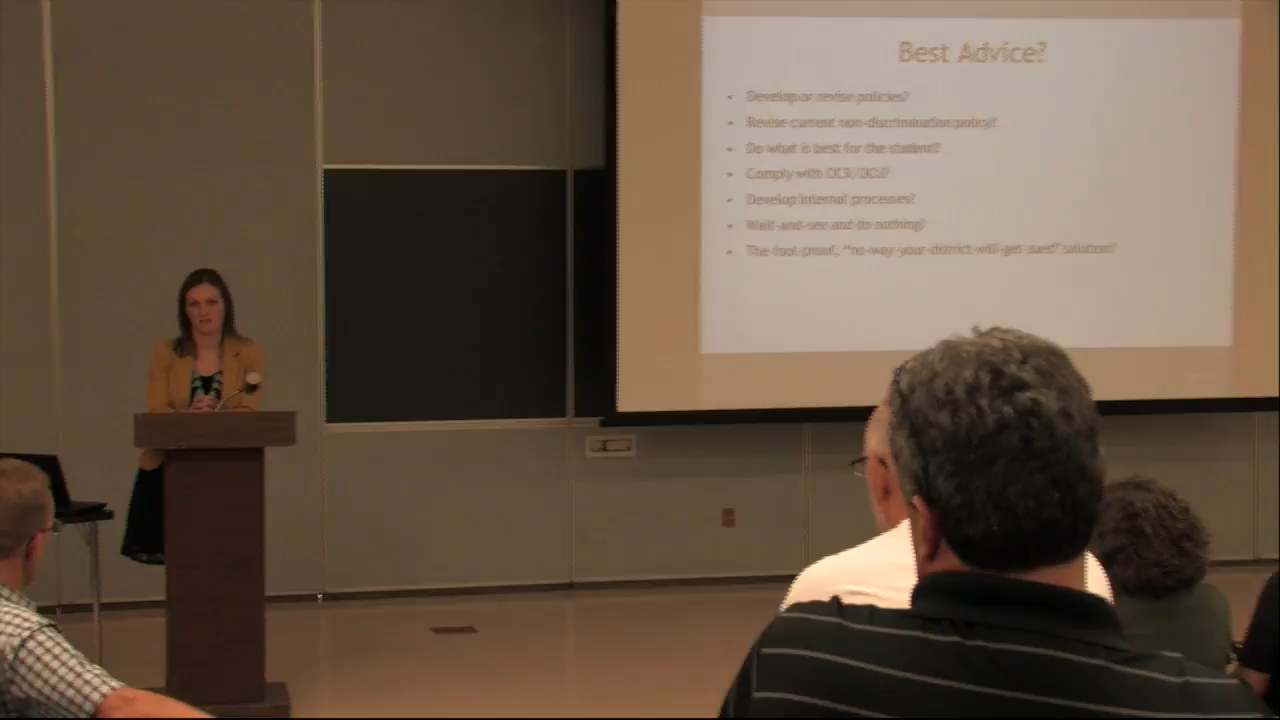 Best Advice?
Develop or revise policies?
Revise current non-discrimination policy?
Do what is best for the student?
Comply with OCR/DOJ?
Develop internal processes?
Wait-and-see and do nothing?
The fool-proof, “no-way-your-district-will-get-sued” solution?